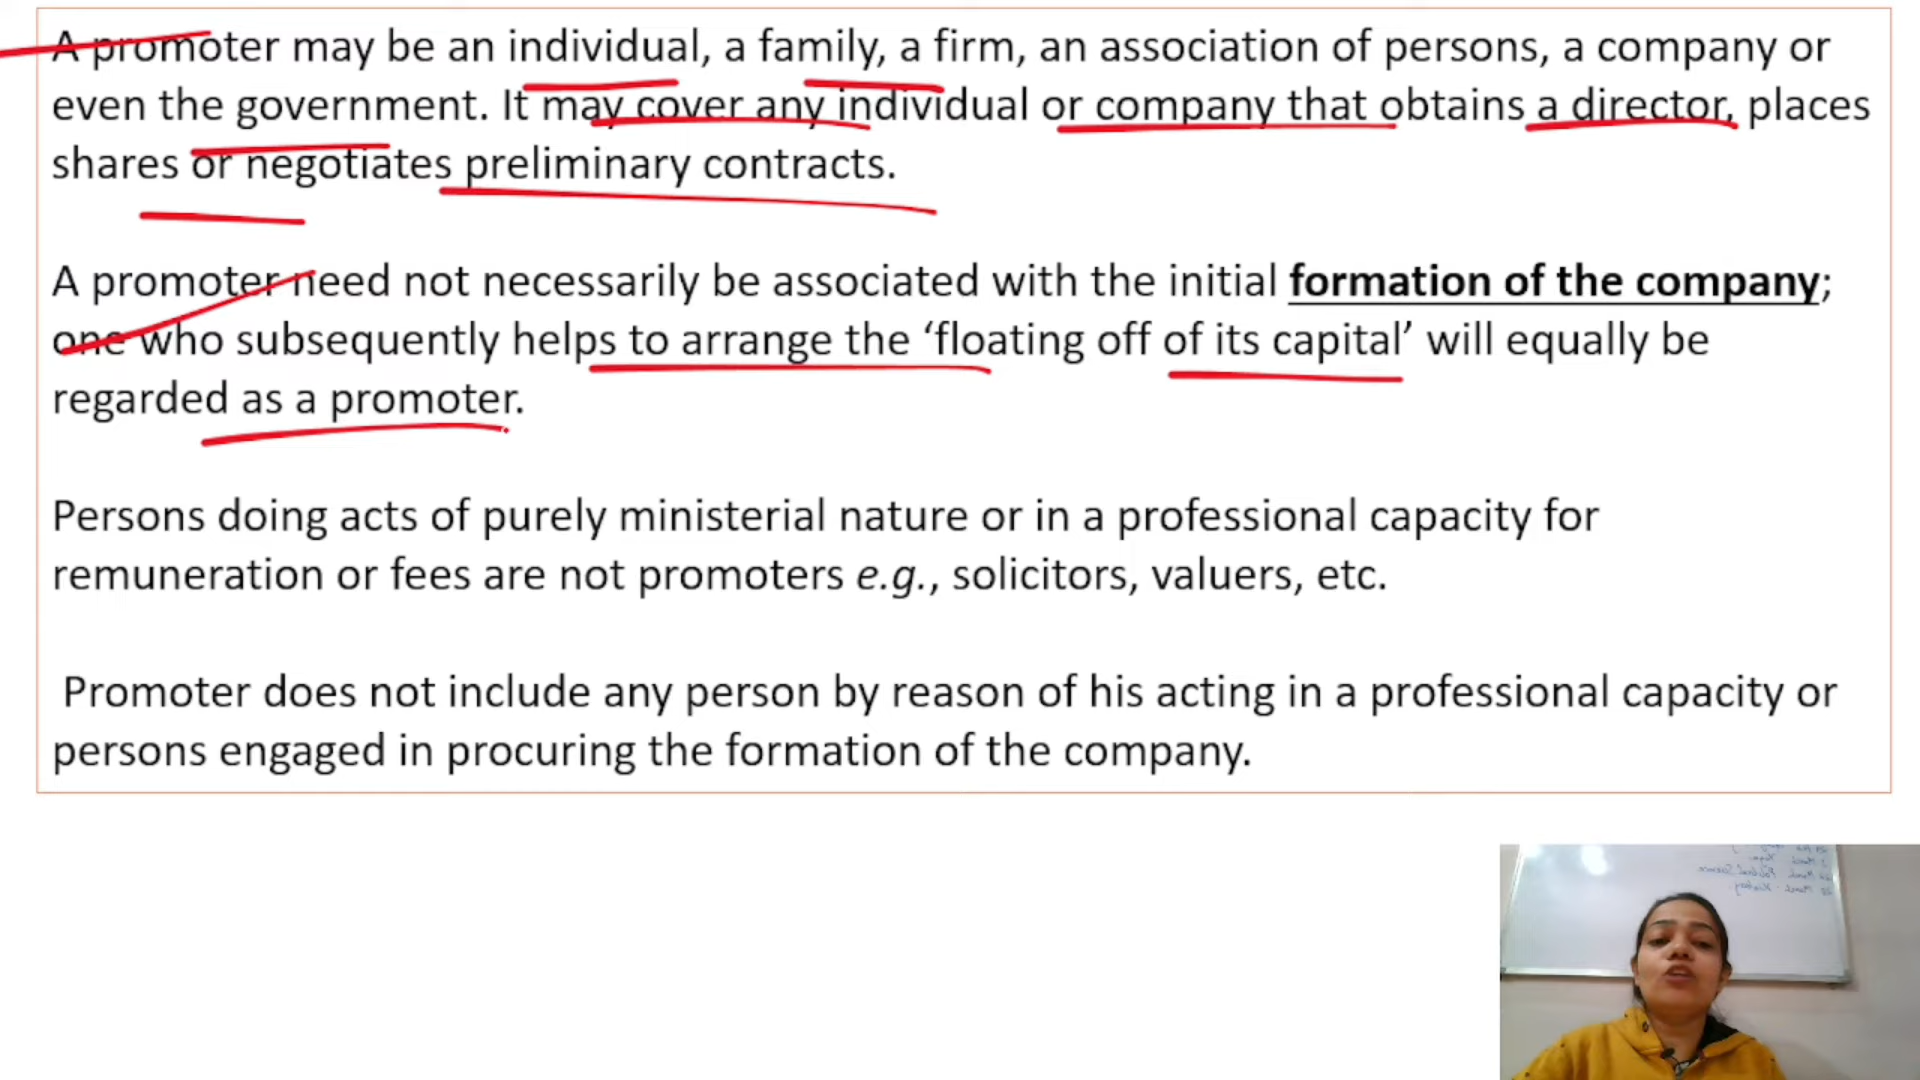 A promoter may be an individual, a family, a firm, an association of persons, a company or
even the government. It may cover any individual or company that obtains a director, places
shares or negotiates preliminary contracts.
A promoter need not necessarily be associated with the initial formation of the company;
one who subsequently helps to arrange the ‘floating off of its capital’ will equally be
regarded as a promoter.
Persons doing acts of purely ministerial nature or in a professional capacity for
remuneration or fees are not promoters e.g., solicitors, valuers, etc.
Promoter does not include any person by reason of his acting in a professional capacity or
persons engaged in procuring the formation of the company.